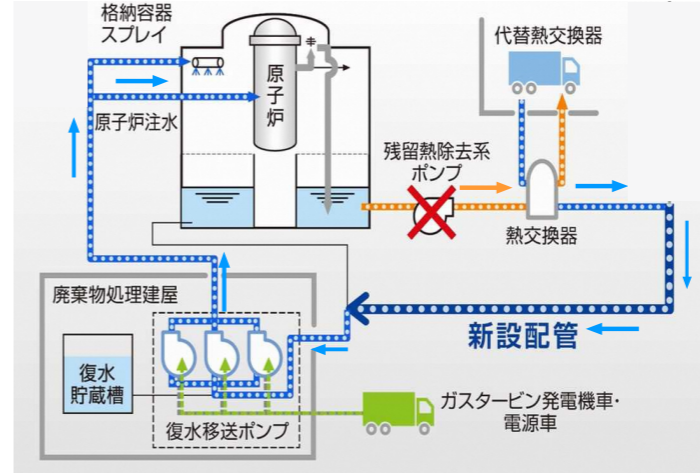 格納容器
スプレイ
原子炉
代替熱交換器
原子炉注水
残留熱除去系
ポンプ
熱交換器
廃棄物処理建屋
新設配管
復水
貯蔵槽
ガスタービン発電機車・
電源車
復水移送ポンプ